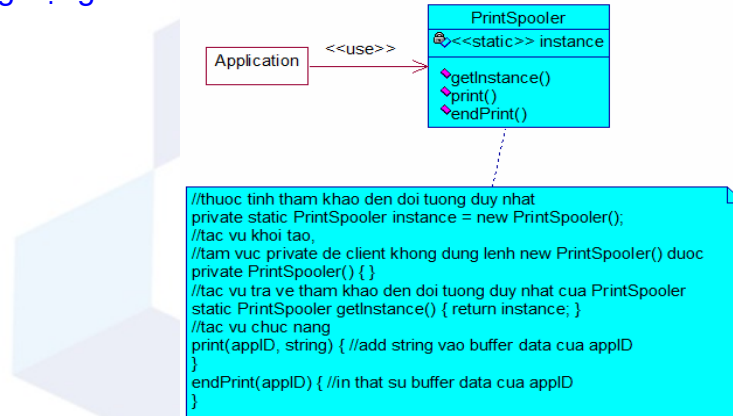 PrintSpooler
<<static>> instance
<<use>>
Application
getInstance()
print()
endPrint()
//thuoc tinh tham khao den doi tuong duy nhat
private static PrintSpooler instance = new PrintSpooler();
//tac vu khoi tao,
//tam vuc private de client khong dung lenh new PrintSpooler() duoc
private PrintSpooler() { }
//tac vu tra ve tham khao den doi tuong duy nhat cua PrintSpooler
static PrintSpooler getInstance() { return instance; }
//tac vu chuc nang
print(appID, string) { //add string vao buffer data cua appID
}
endPrint(appID) { //in that su buffer data cua appID
}